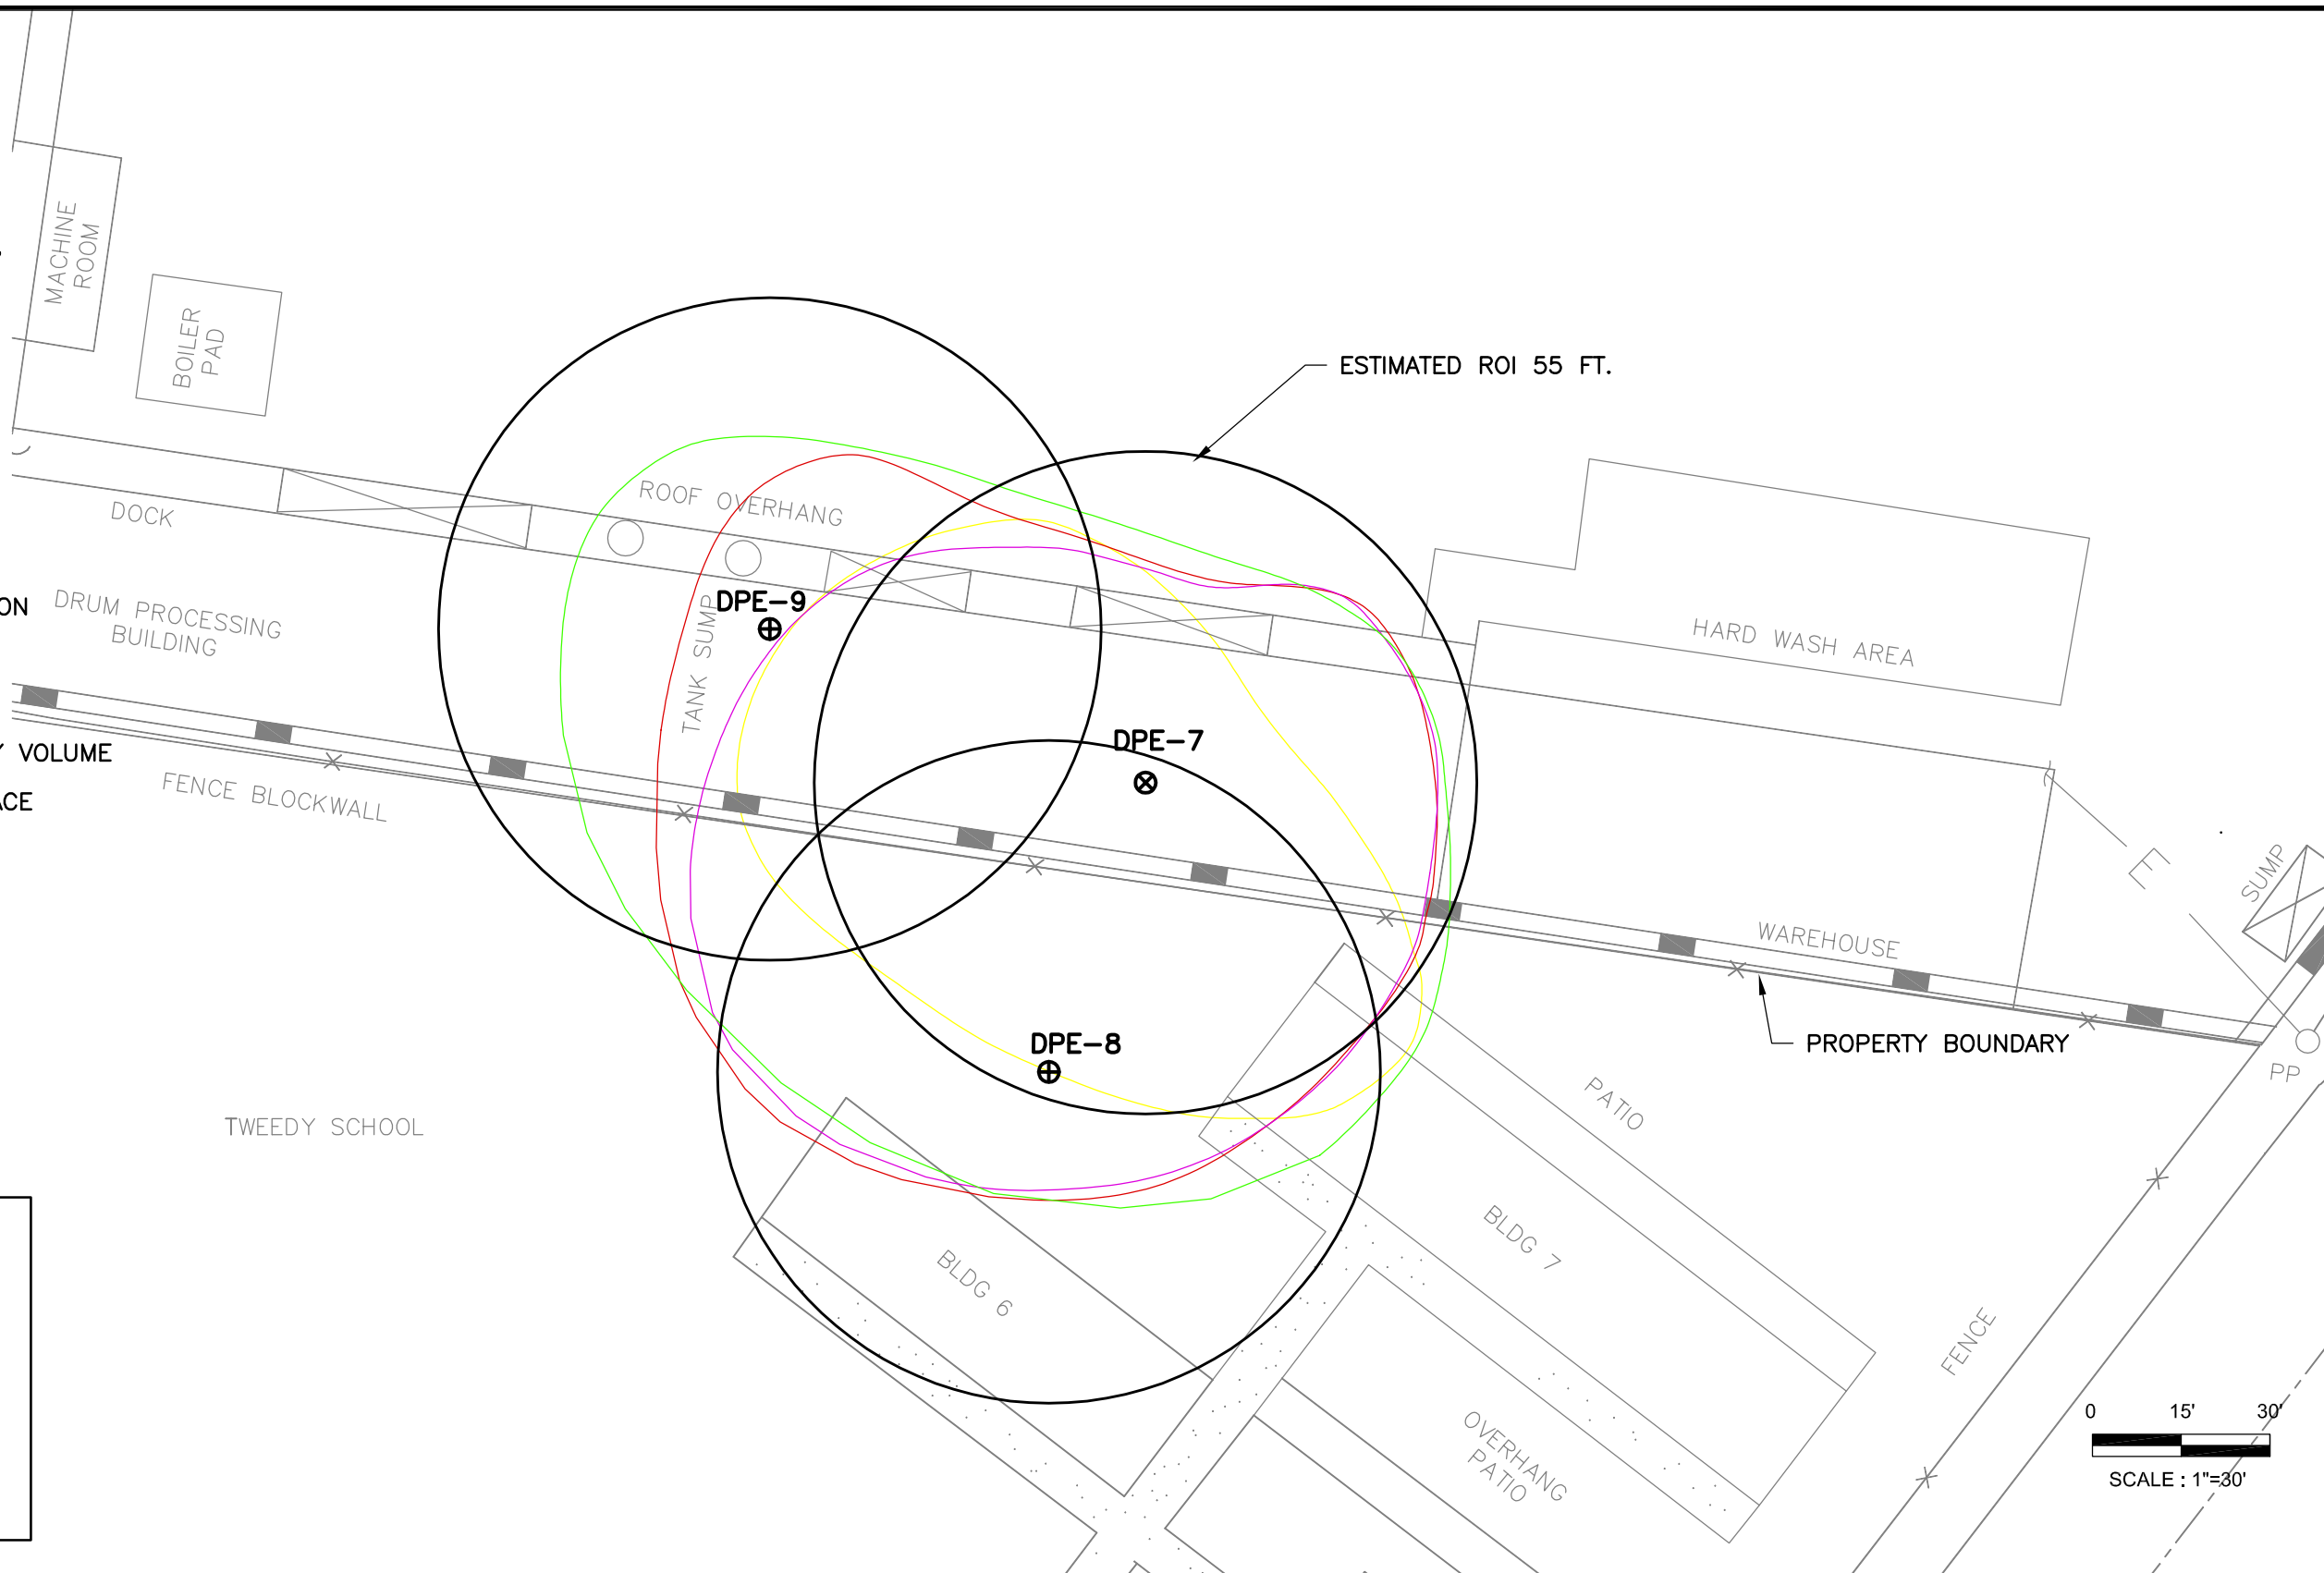 MACHINE
ROOM
BOILER
PAD
ESTIMATED ROI 55 FT.
ROOF OVERHANG
DOCK
DPE-9
TANK SUMP
ON
DRUM PROCESSING
BUILDING
HARD WASH AREA
DPE-7
Y VOLUME
ACE
FENCE BLOCKWALL
E
SUMP
WAREHOUSE
DPE-8
PROPERTY BOUNDARY
PP
PATIO
TWEEDY SCHOOL
BLDG 7
BLDG 6
FENCE
OVERHANG
PATIO
0 15' 30'
SCALE : 1"=30'